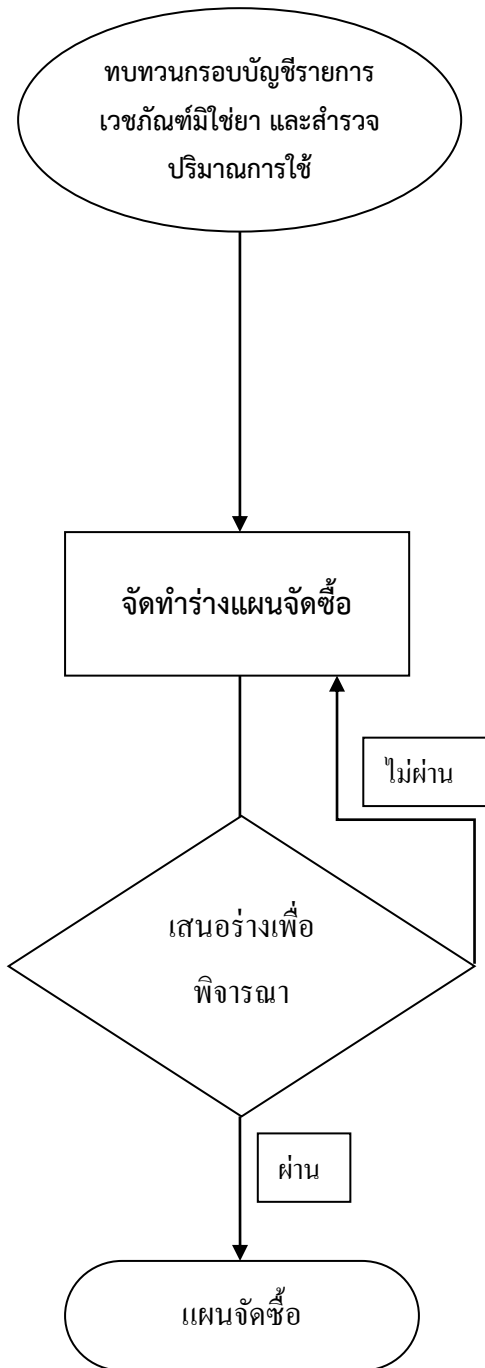 ทบทวนกรอบบัญชีรายการ
เวชภัณฑ์มิใช่ยา และสำรวจ
ปริมาณการใช้
จัดทำร่างแผนจัดซื้อ
ไม่ผ่าน
เสนอร่างเพื่อ
พิจารณา
ผ่าน
แผนจัดซื้อ